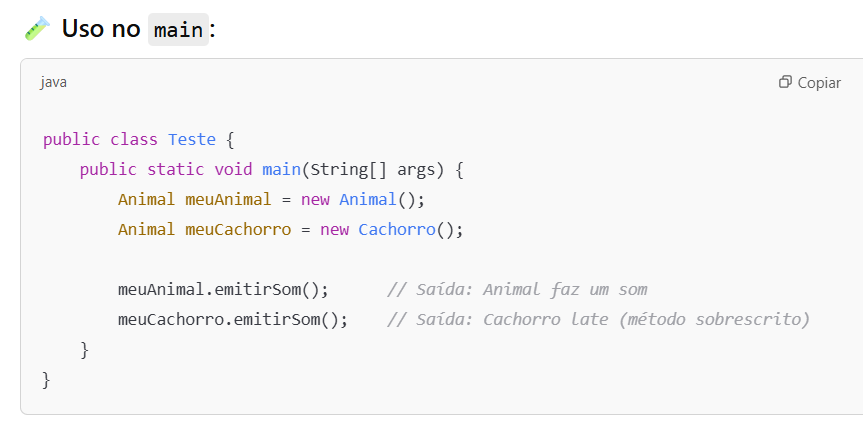 🧪 Uso no main:
java
Copiar
public class Teste {
    public static void main(String[] args) {
        Animal meuAnimal = new Animal();
        Animal meuCachorro = new Cachorro();
        meuAnimal.emitirSom();      // Saída: Animal faz um som
        meuCachorro.emitirSom();    // Saída: Cachorro late (método sobrescrito)
    }
}